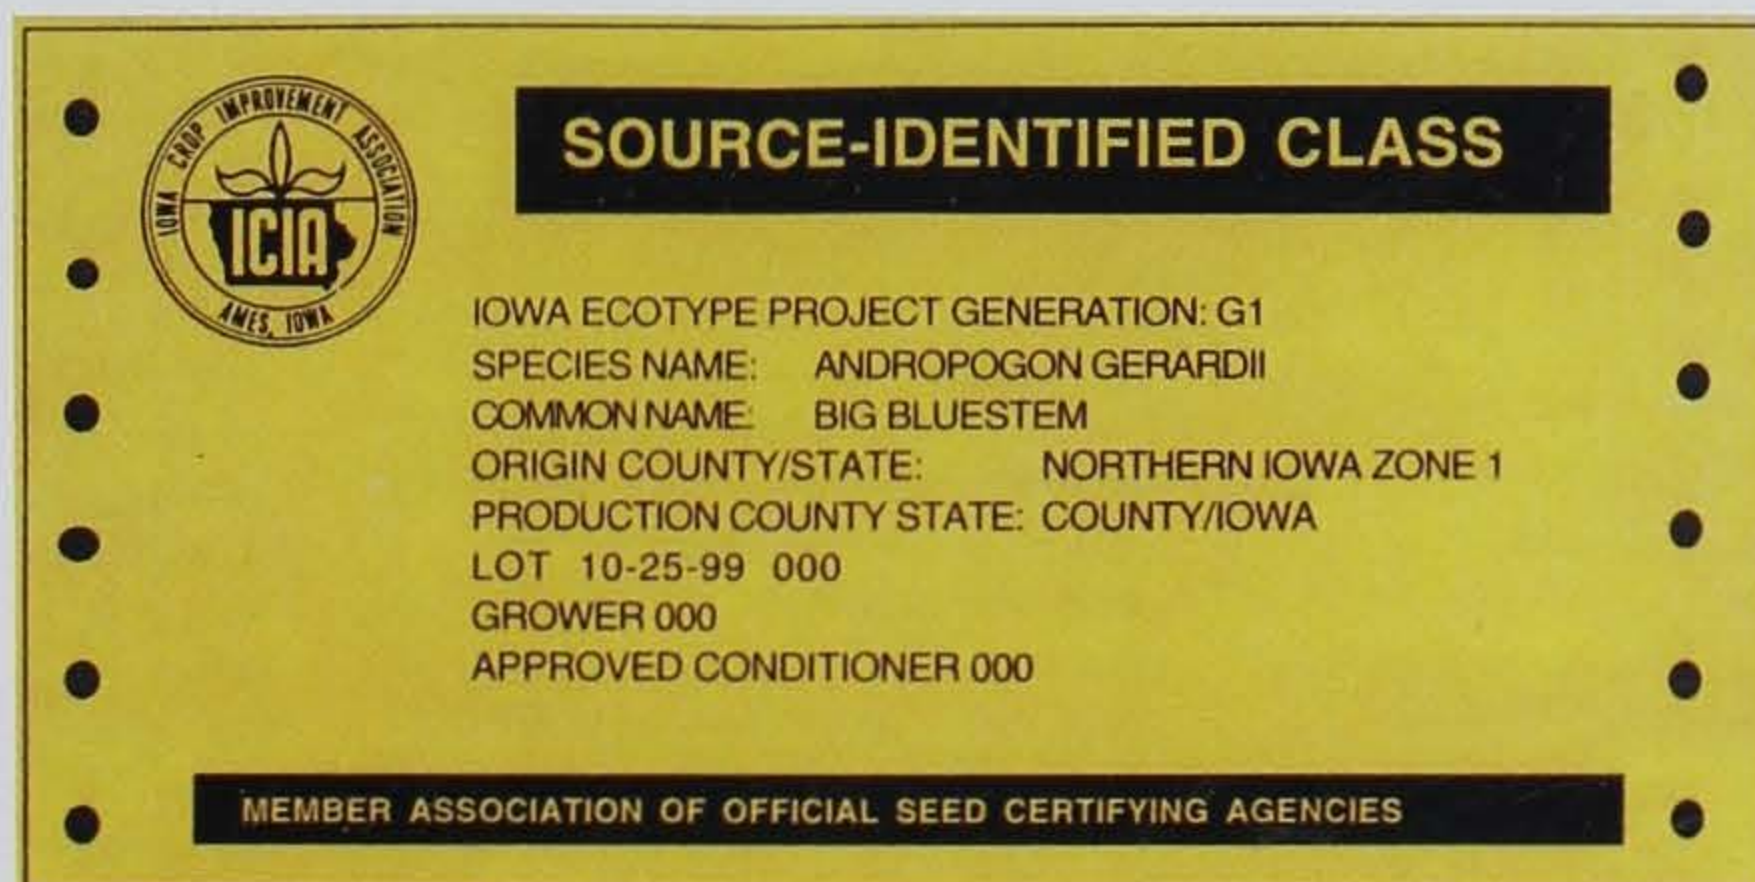 IOWA CROP IMPROVEMENT ASSOCIATION
ICIA
AMES, IOWA
SOURCE-IDENTIFIED CLASS
IOWA ECOTYPE PROJECT GENERATION: G1
SPECIES NAME: ANDROPOGON GERARDII
COMMON NAME: BIG BLUESTEM
ORIGIN COUNTY/STATE: NORTHERN IOWA ZONE 1
PRODUCTION COUNTY STATE: COUNTY/IOWA
LOT 10-25-99 000
GROWER 000
APPROVED CONDITIONER 000
MEMBER ASSOCIATION OF OFFICIAL SEED CERTIFYING AGENCIES